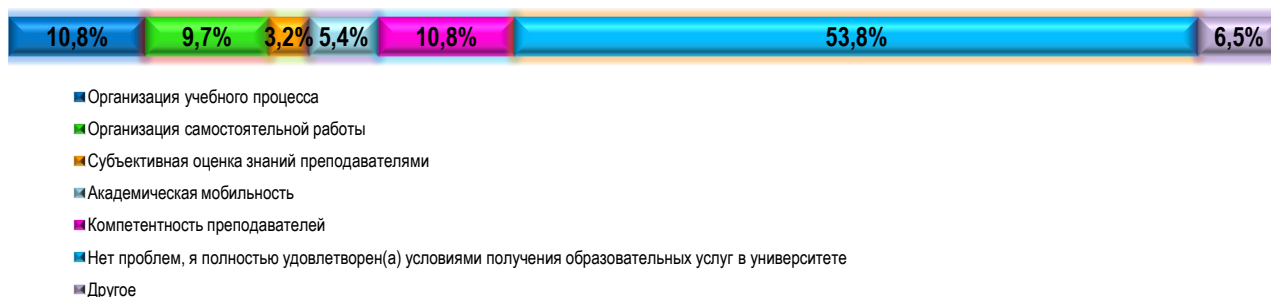 10,8% 9,7% 3,2% 5,4% 10,8% 53,8% 6,5%
Организация учебного процесса
Организация самостоятельной работы
Субъективная оценка знаний преподавателями
Академическая мобильность
Компетентность преподавателей
Нет проблем, я полностью удовлетворен(а) условиями получения образовательных услуг в университете
Другое